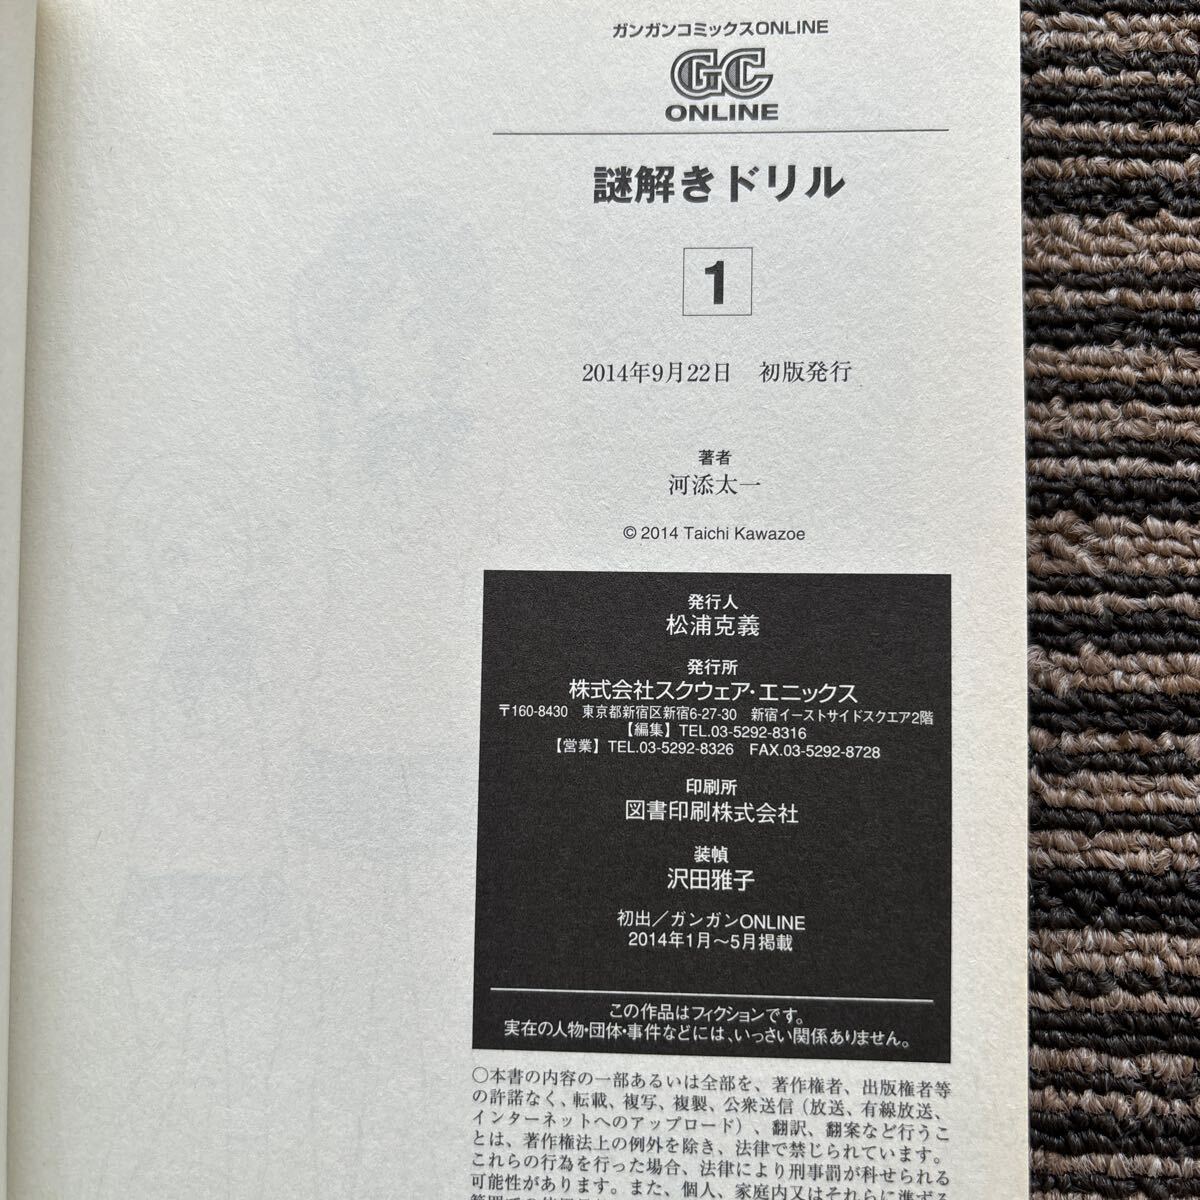 ガンガンコミックスONLINE
GC
ONLINE
謎解きドリル
1
2014年9月22日　初版発行
著者
河添太一
© 2014 Taichi Kawazoe
発行人
松浦克義
発行所
株式会社スクウェア・エニックス
〒160-8430　東京都新宿区新宿6-27-30　新宿イーストサイドスクエア2階
【編集】TEL.03-5292-8316
【営業】TEL.03-5292-8326　FAX.03-5292-8728
印刷所
図書印刷株式会社
装幀
沢田雅子
初出／ガンガンONLINE
2014年1月～5月掲載
この作品はフィクションです。
実在の人物・団体・事件などには、いっさい関係ありません。
○本書の内容の一部あるいは全部を、著作権者、出版権者等
の許諾なく、転載、複写、複製、公衆送信（放送、有線放送、
インターネットへのアップロード）、翻訳、翻案など行うこ
とは、著作権法上の例外を除き、法律で禁じられています。
これらの行為を行った場合、法律により刑事罰が科せられる
可能性があります。また、個人、家庭内又はそれらに準ずる